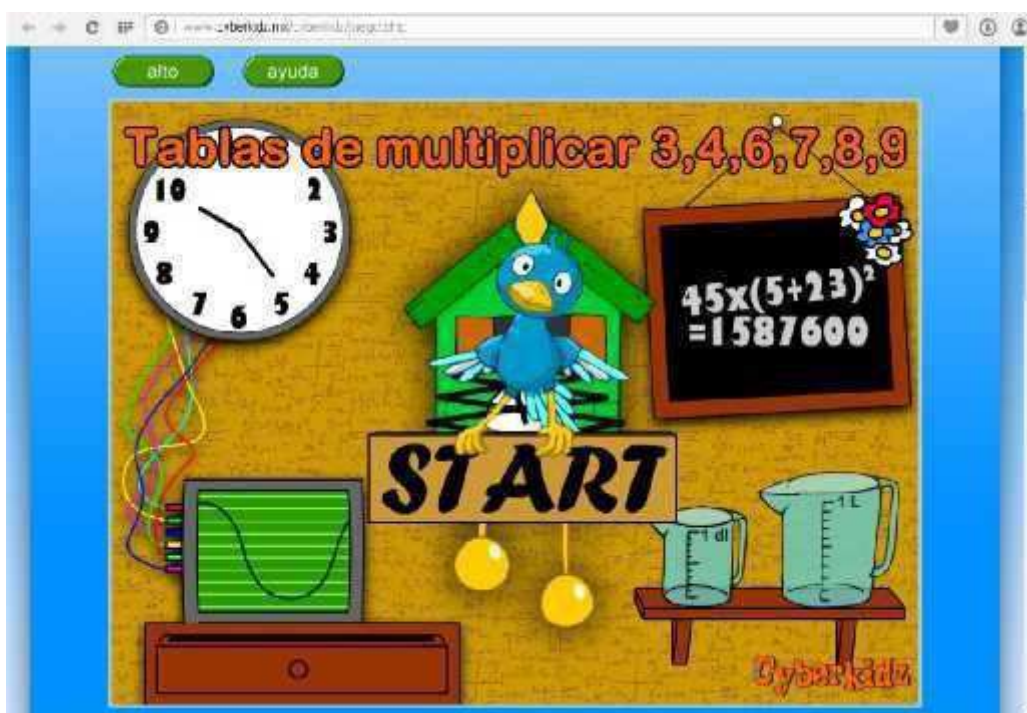 alto
ayuda
Tablas de multiplicar 3,4,6,7,8,9
10
2
9
3
8
4
7
6
5
45x(5+23)²
=1587600
START
1 dl
1 L
Cyberkidz